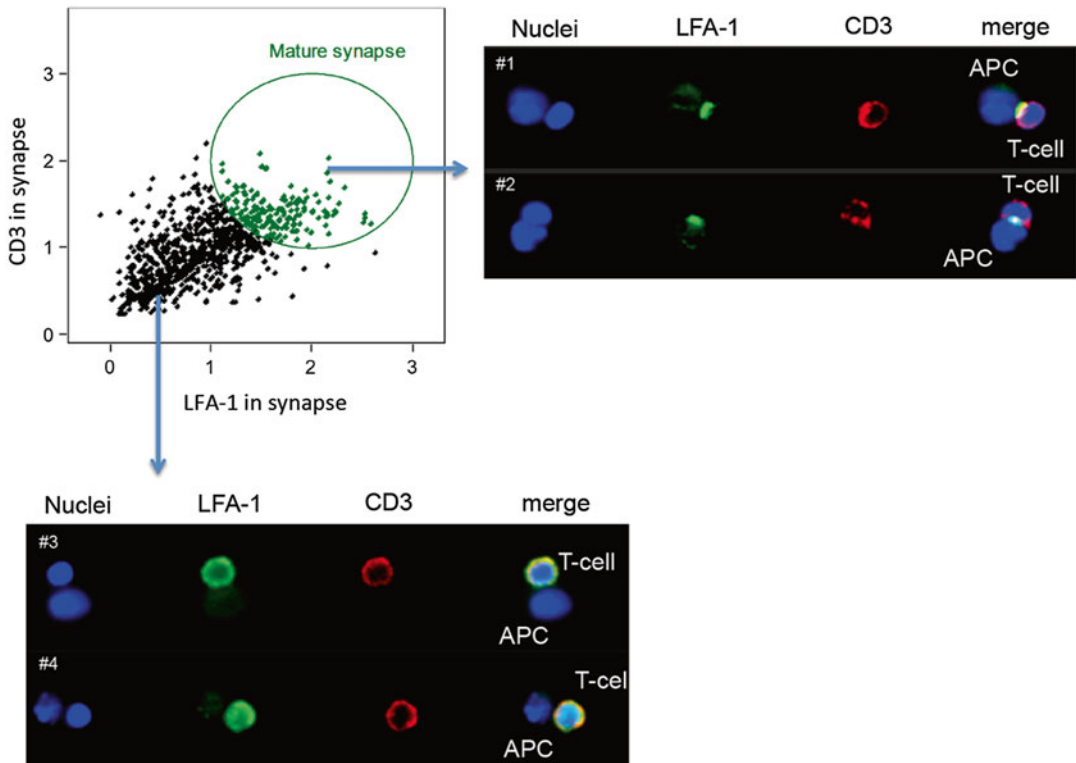 Mature synapse
3
2
1
0
CD3 in synapse
0 1 2 3
LFA-1 in synapse
Nuclei LFA-1 CD3 merge
#1
APC
T-cell
#2
T-cell
APC
Nuclei LFA-1 CD3 merge
#3
T-cell
APC
#4
T-cel
APC